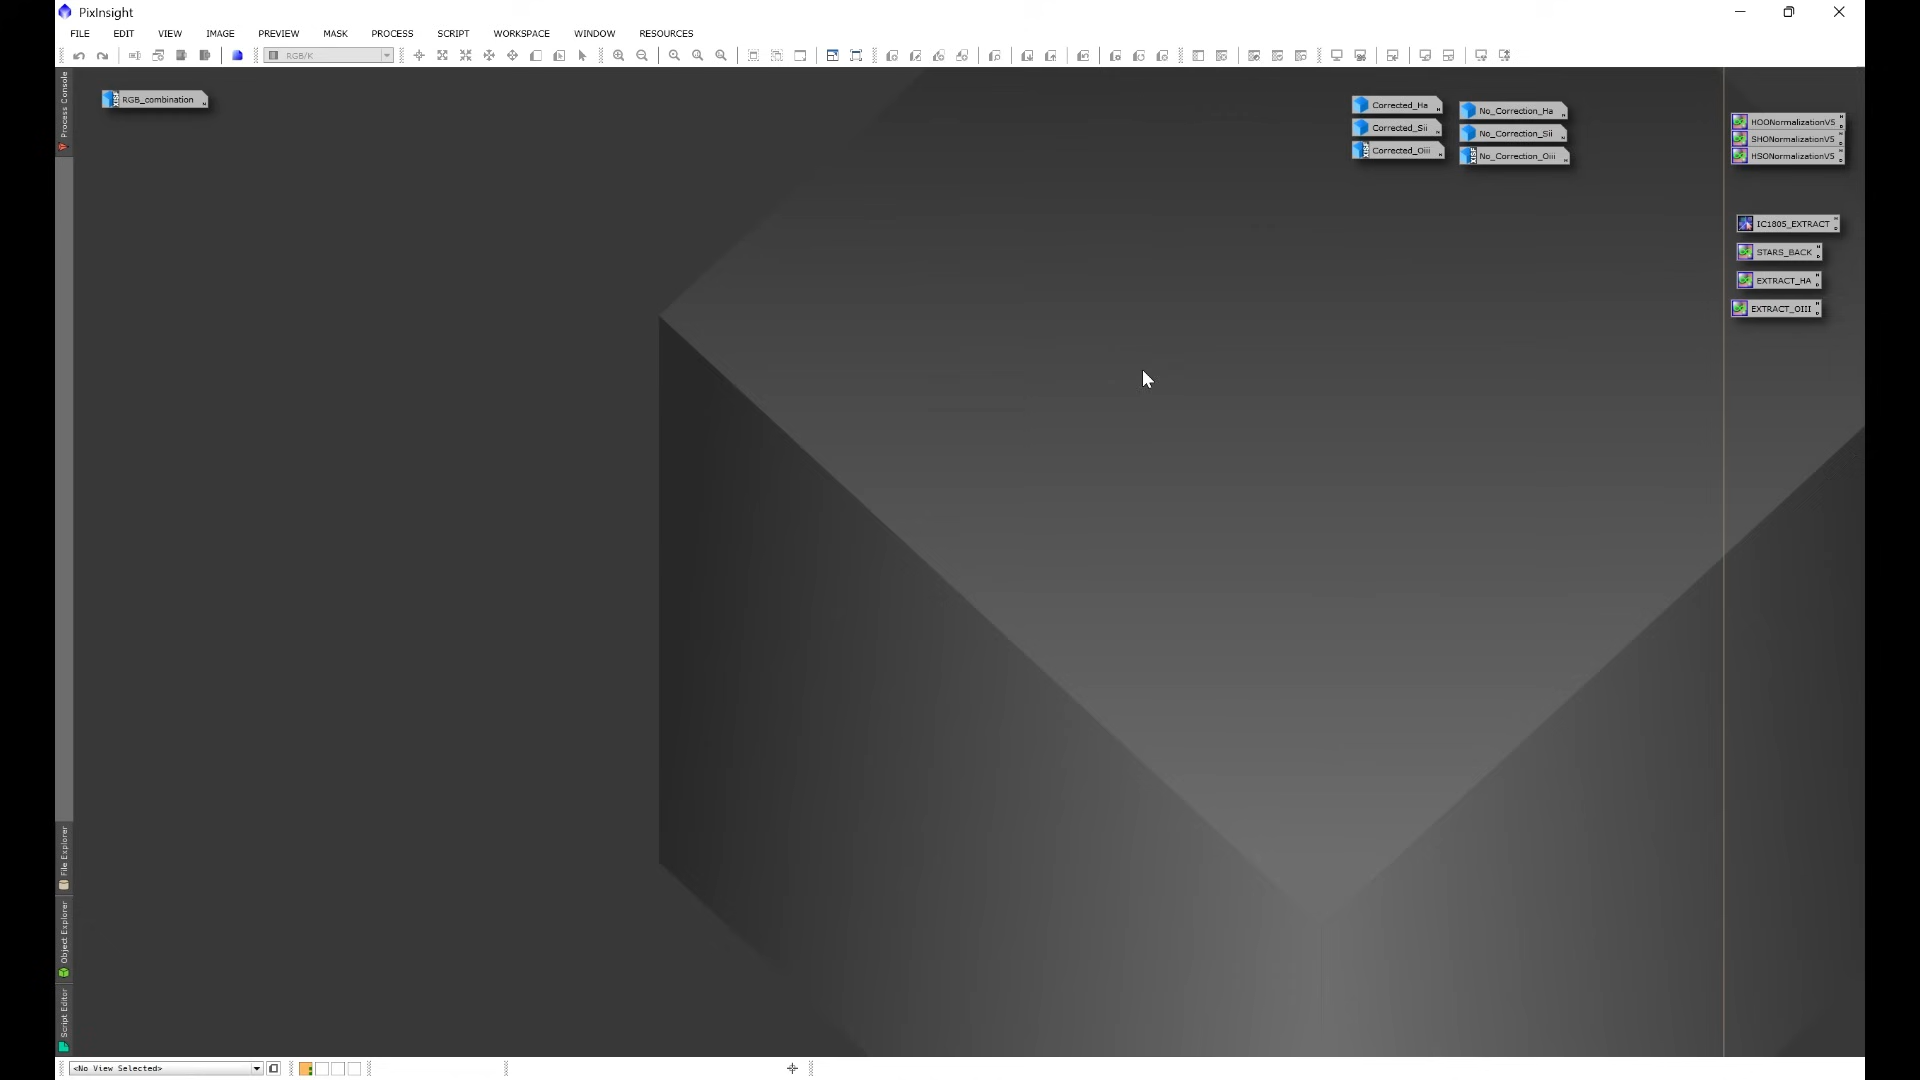 PixInsight
FILE EDIT VIEW IMAGE PREVIEW MASK PROCESS SCRIPT WORKSPACE WINDOW RESOURCES
RGB/K
Process Console
RGB_combination
Corrected_Ha
Corrected_Sii
Corrected_Oiii
No_Correction_Ha
No_Correction_Sii
No_Correction_Oiii
HOONormalizationV5
SHONormalizationV5
HSONormalizationV5
IC1805_EXTRACT
STARS_BACK
EXTRACT_HA
EXTRACT_OIII
File Explorer
Object Explorer
Script Editor
<No View Selected>